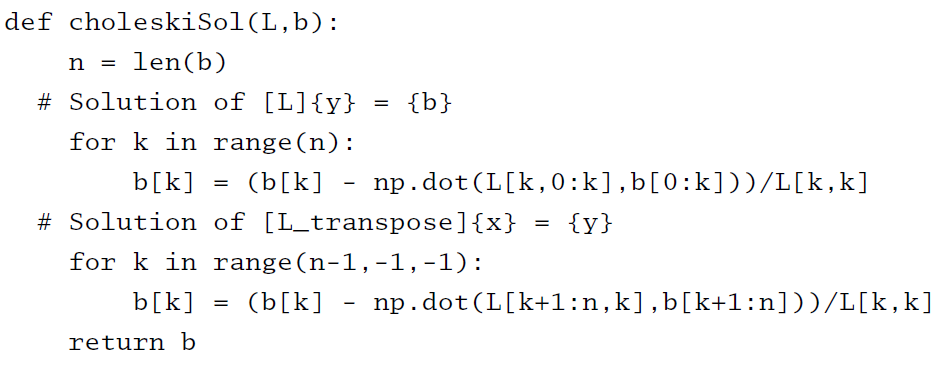 def choleskiSol(L,b):
    n = len(b)
  # Solution of [L]{y} = {b}
    for k in range(n):
        b[k] = (b[k] - np.dot(L[k,0:k],b[0:k]))/L[k,k]
  # Solution of [L_transpose]{x} = {y}
    for k in range(n-1,-1,-1):
        b[k] = (b[k] - np.dot(L[k+1:n,k],b[k+1:n]))/L[k,k]
    return b